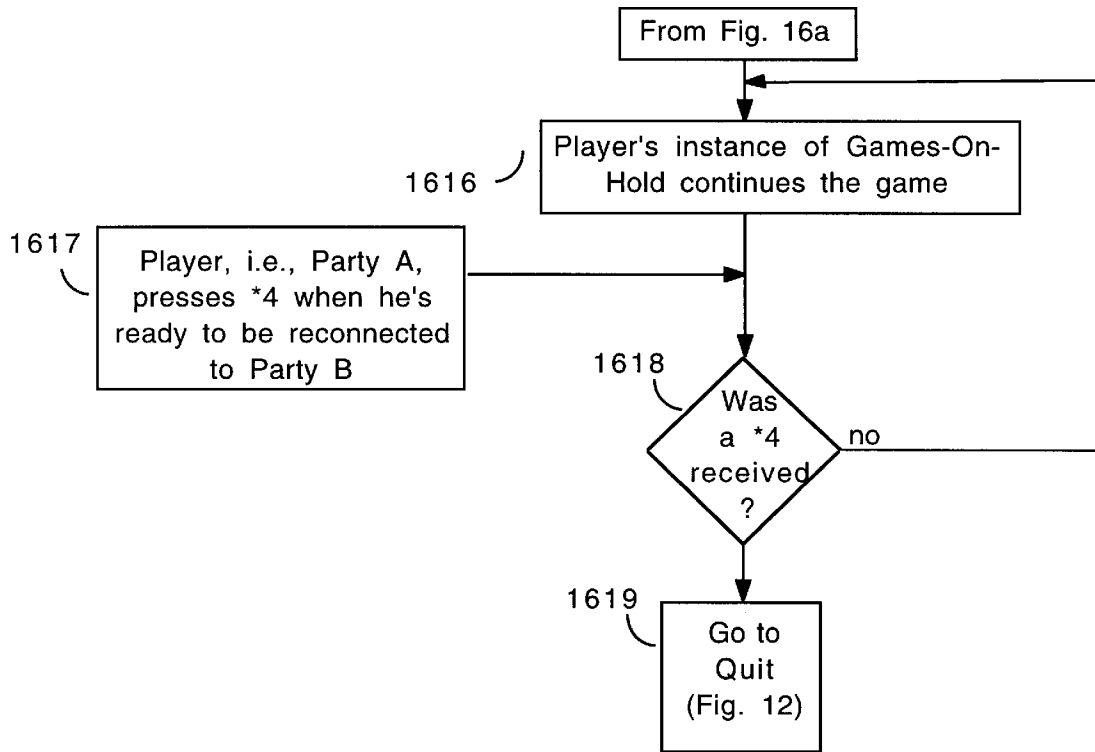 From Fig. 16a
Player's instance of Games-On-
Hold continues the game
1616
1617
Player, i.e., Party A,
presses *4 when he's
ready to be reconnected
to Party B
1618
Was
a *4
received
?
no
1619
Go to
Quit
(Fig. 12)